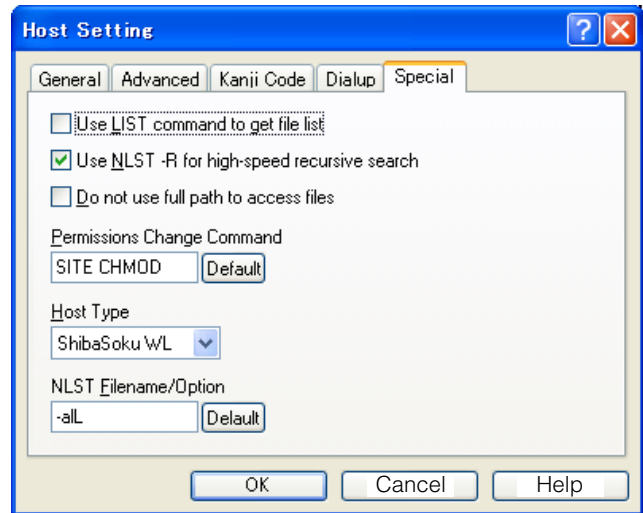 Host Setting
General Advanced Kanji Code Dialup Special
Use LIST command to get file list
Use NLST -R for high-speed recursive search
Do not use full path to access files
Permissions Change Command
SITE CHMOD Default
Host Type
ShibaSoku WL
NLST Filename/Option
-alL Delault
OK Cancel Help